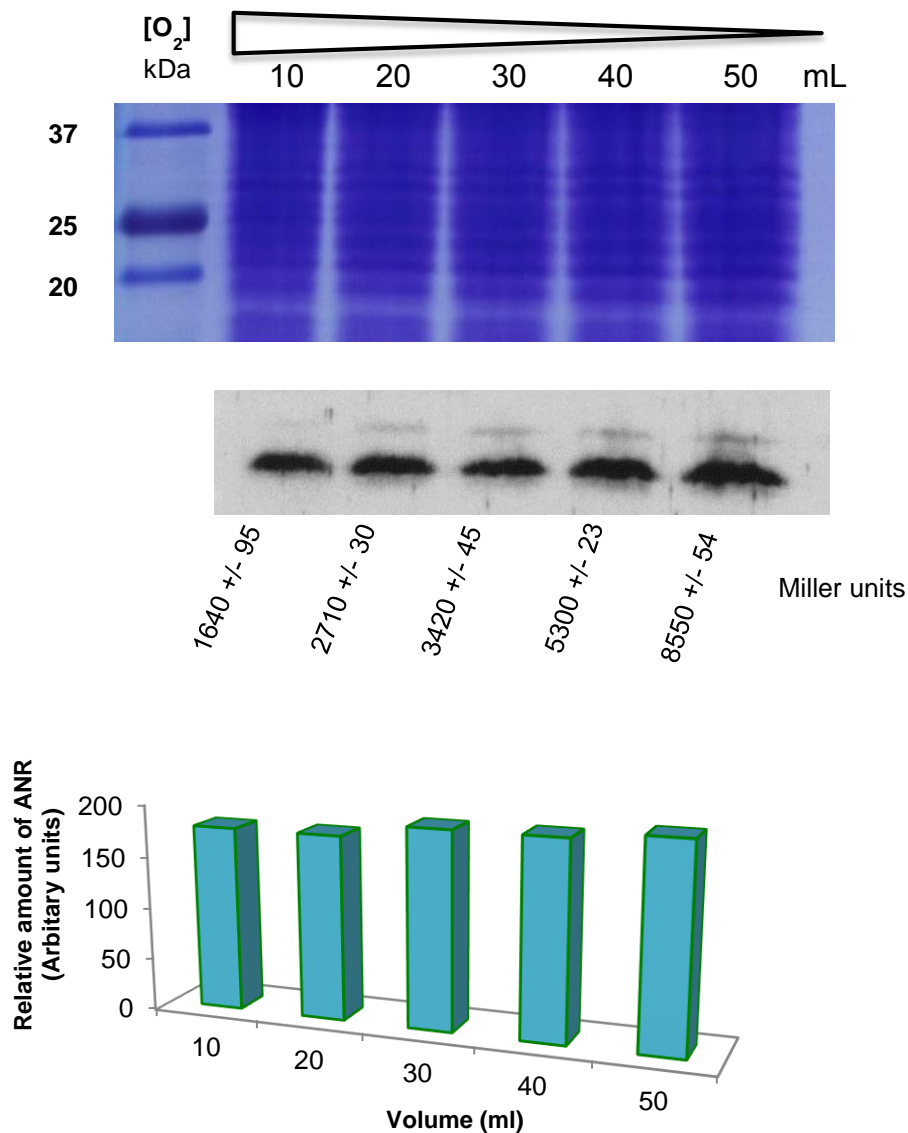 [O2]
kDa
10 20 30 40 50 mL
37
25
20
1640 +/- 95
2710 +/- 30
3420 +/- 45
5300 +/- 23
8550 +/- 54
Miller units
Relative amount of ANR
(Arbitary units)
200
150
100
50
0
10
20
30
40
50
Volume (ml)